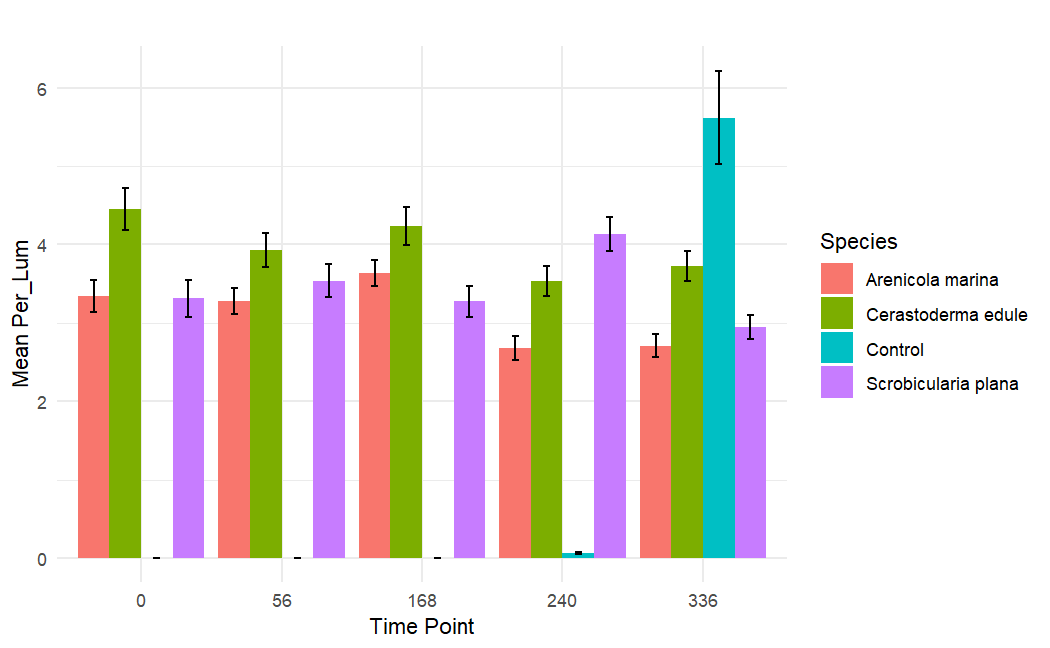 Mean Per_Lum
6
4
2
0
0 56 168 240 336
Time Point
Species
Arenicola marina
Cerastoderma edule
Control
Scrobicularia plana